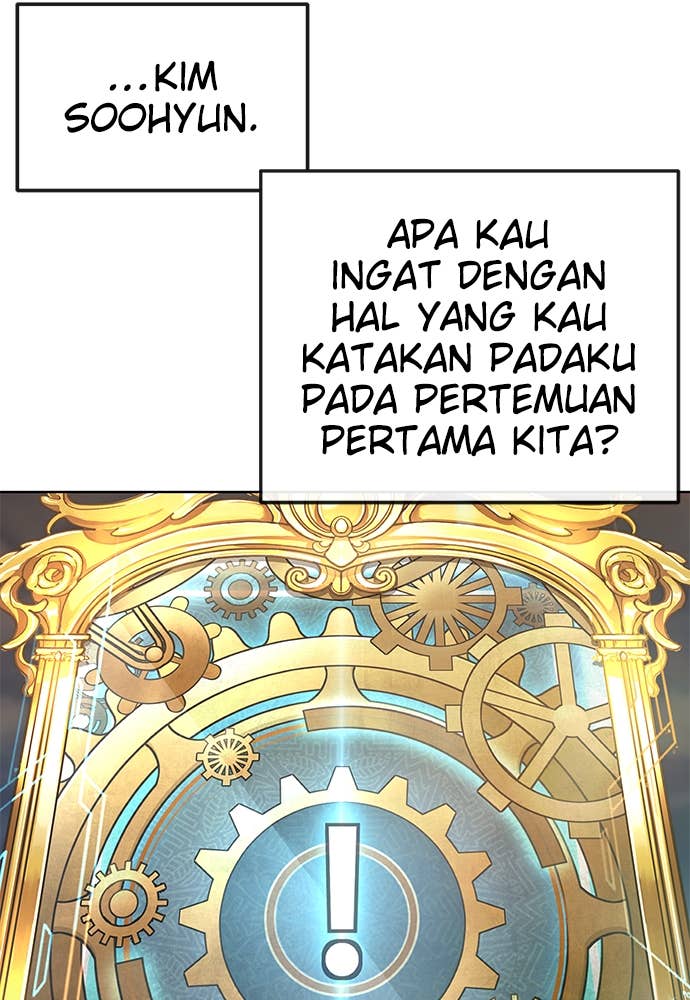 ...KIM
SOOHYUN.
APA KAU
INGAT DENGAN
HAL YANG KAU
KATAKAN PADAKU
PADA PERTEMUAN
PERTAMA KITA?
!